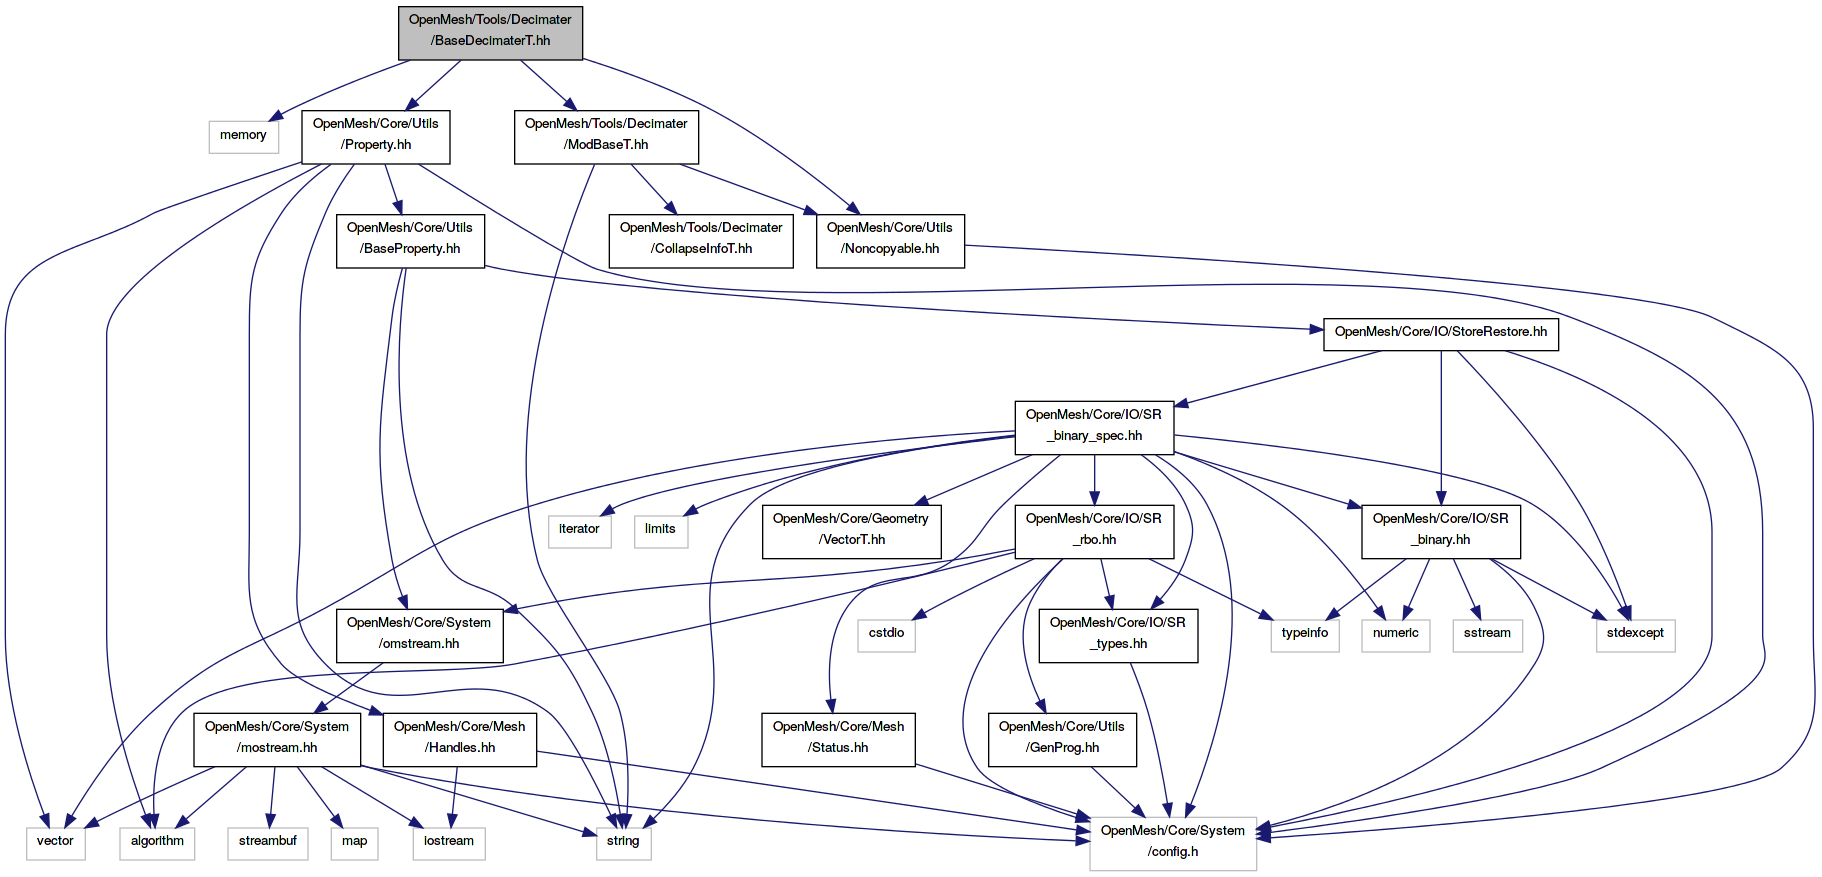 OpenMesh/Tools/Decimater
/BaseDecimaterT.hh
memory
OpenMesh/Core/Utils
/Property.hh
OpenMesh/Tools/Decimater
/ModBaseT.hh
OpenMesh/Core/Utils
/BaseProperty.hh
OpenMesh/Tools/Decimater
/CollapseInfoT.hh
OpenMesh/Core/Utils
/Noncopyable.hh
OpenMesh/Core/IO/StoreRestore.hh
OpenMesh/Core/IO/SR
_binary_spec.hh
iterator
limits
OpenMesh/Core/Geometry
/VectorT.hh
OpenMesh/Core/IO/SR
_rbo.hh
OpenMesh/Core/IO/SR
_binary.hh
OpenMesh/Core/System
/omstream.hh
cstdio
OpenMesh/Core/IO/SR
_types.hh
typeinfo
numeric
sstream
stdexcept
OpenMesh/Core/System
/mostream.hh
OpenMesh/Core/Mesh
/Handles.hh
OpenMesh/Core/Mesh
/Status.hh
OpenMesh/Core/Utils
/GenProg.hh
vector
algorithm
streambuf
map
iostream
string
OpenMesh/Core/System
/config.h